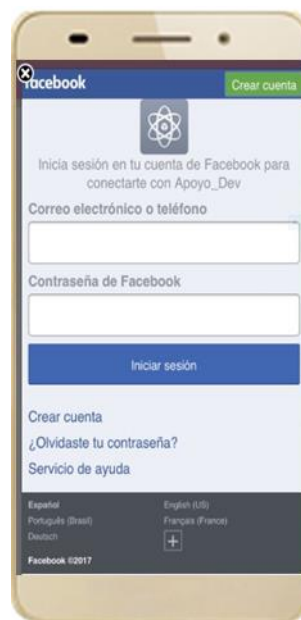 facebook
Crear cuenta
Inicia sesión en tu cuenta de Facebook para
conectarte con Apoyo_Dev
Correo electrónico o teléfono
Contraseña de Facebook
Iniciar sesión
Crear cuenta
¿Olvidaste tu contraseña?
Servicio de ayuda
Español
English (US)
Português (Brasil)
Français (France)
Deutsch
Facebook ©2017